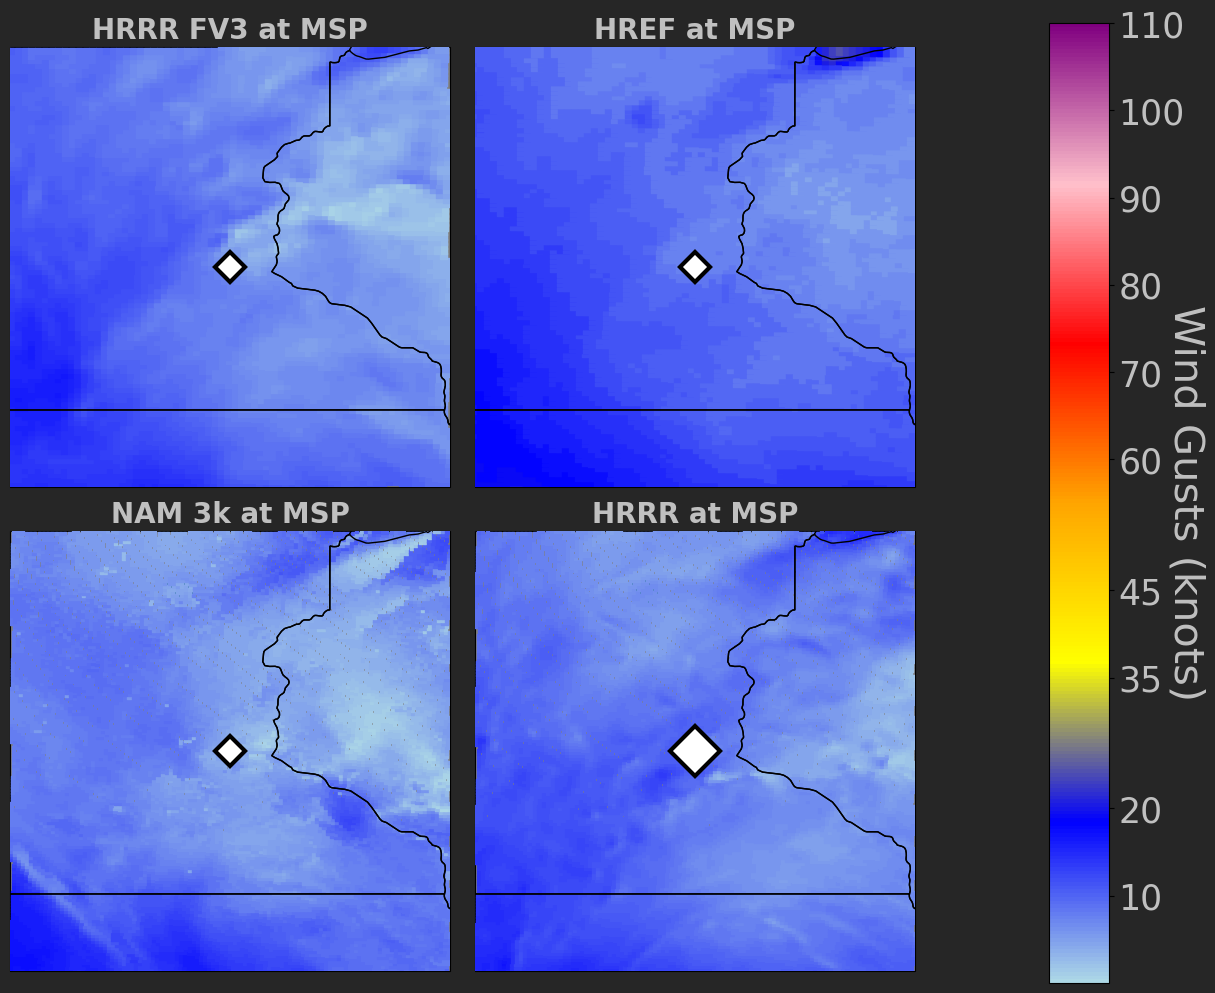 HRRR FV3 at MSP
HREF at MSP
NAM 3k at MSP
HRRR at MSP
110
100
90
80
70
60
45
35
20
10
Wind Gusts (knots)